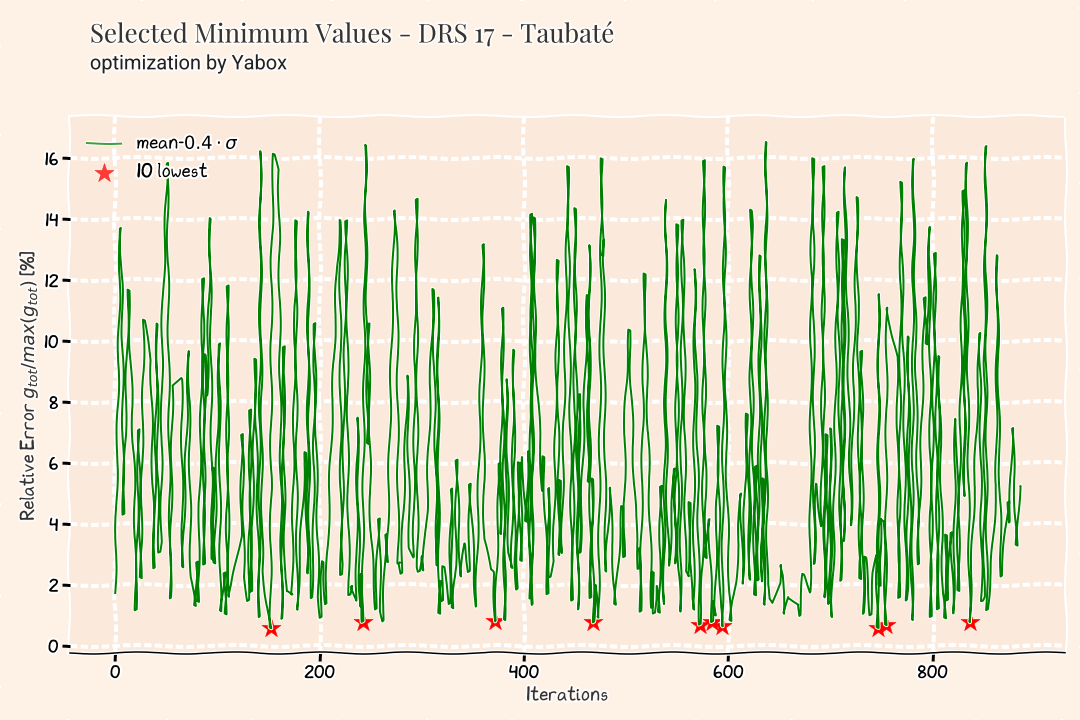 Selected Minimum Values - DRS 17 - Taubaté
optimization by Yabox
mean-0.4 · σ
10 lowest
Relative Error g_tot/max(g_tot) [%]
16
14
12
10
8
6
4
2
0
0 200 400 600 800
Iterations